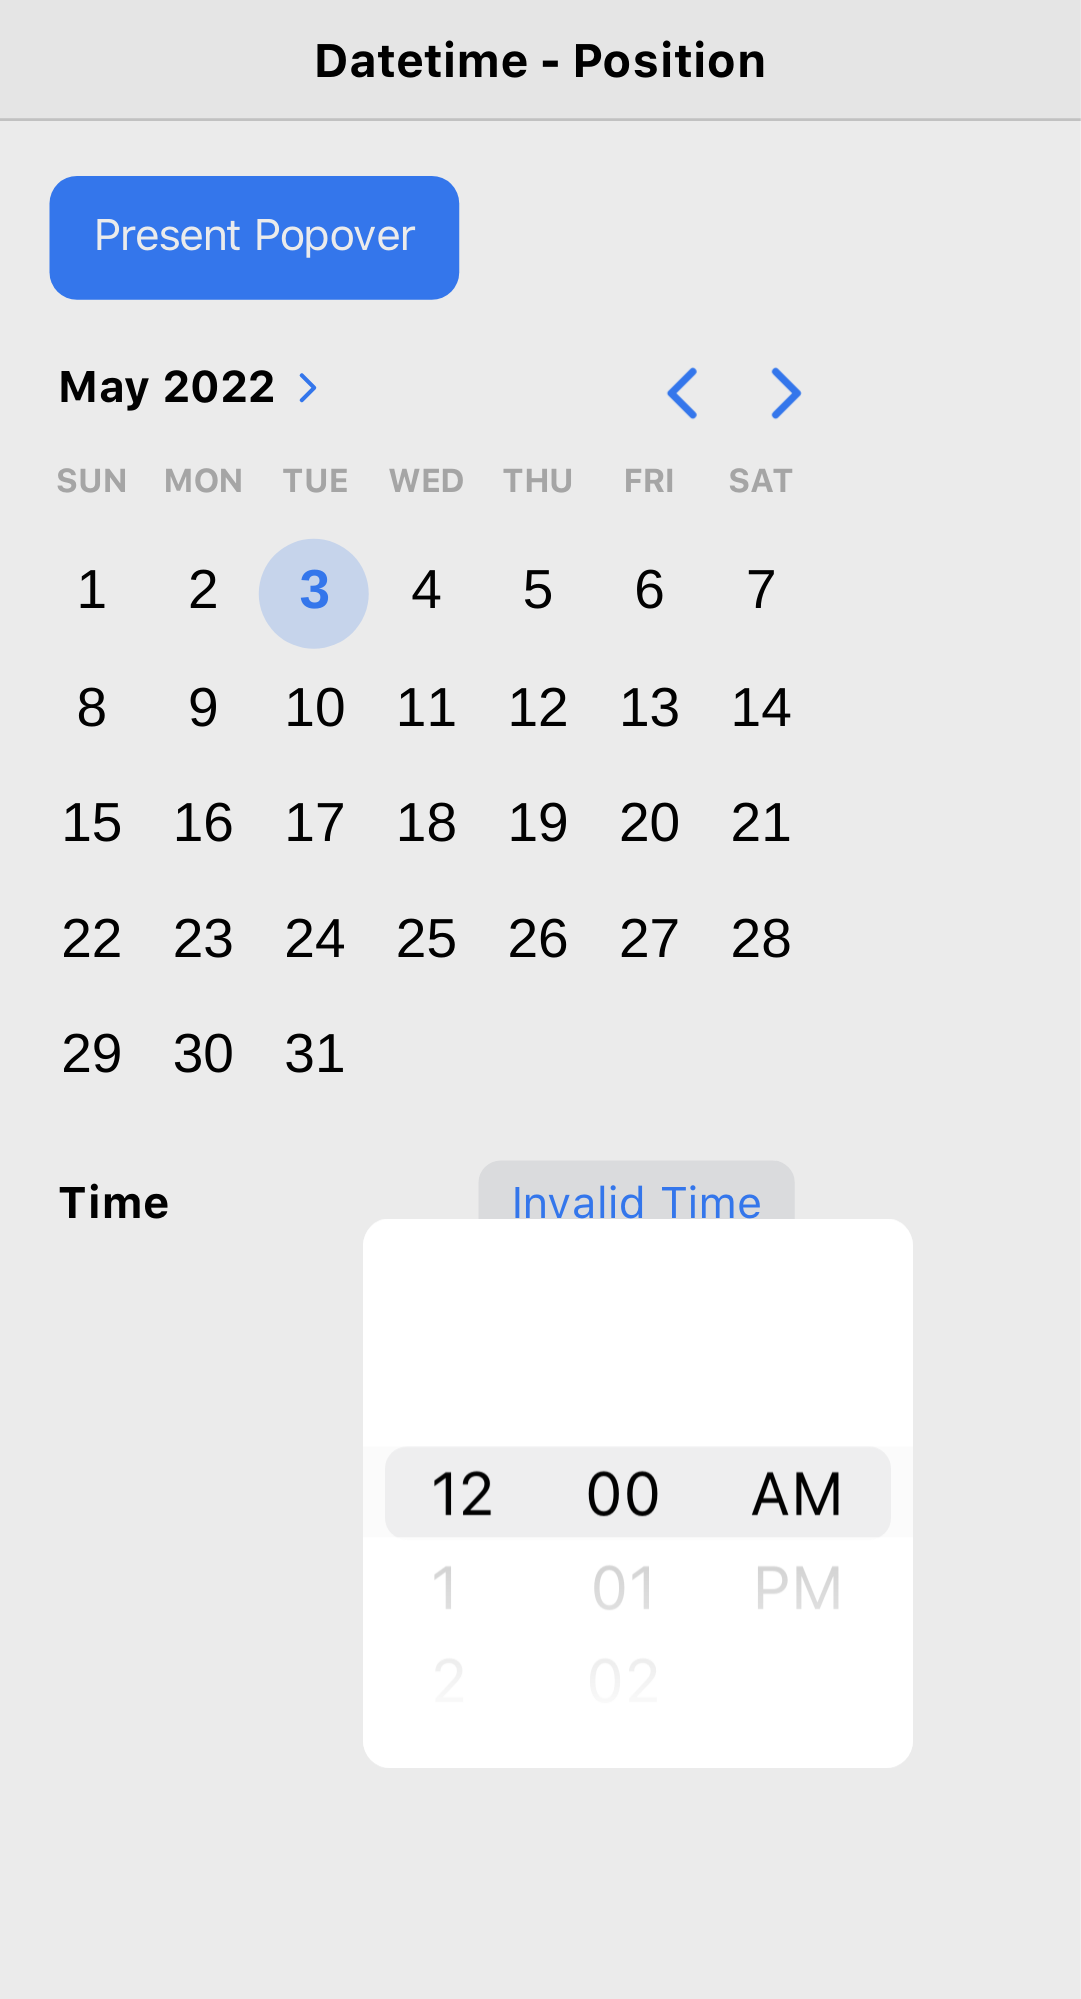 Datetime - Position
Present Popover
May 2022
SUN MON TUE WED THU FRI SAT
1 2 3 4 5 6 7
8 9 10 11 12 13 14
15 16 17 18 19 20 21
22 23 24 25 26 27 28
29 30 31
Time Invalid Time
12 00 AM
1 01 PM
2 02